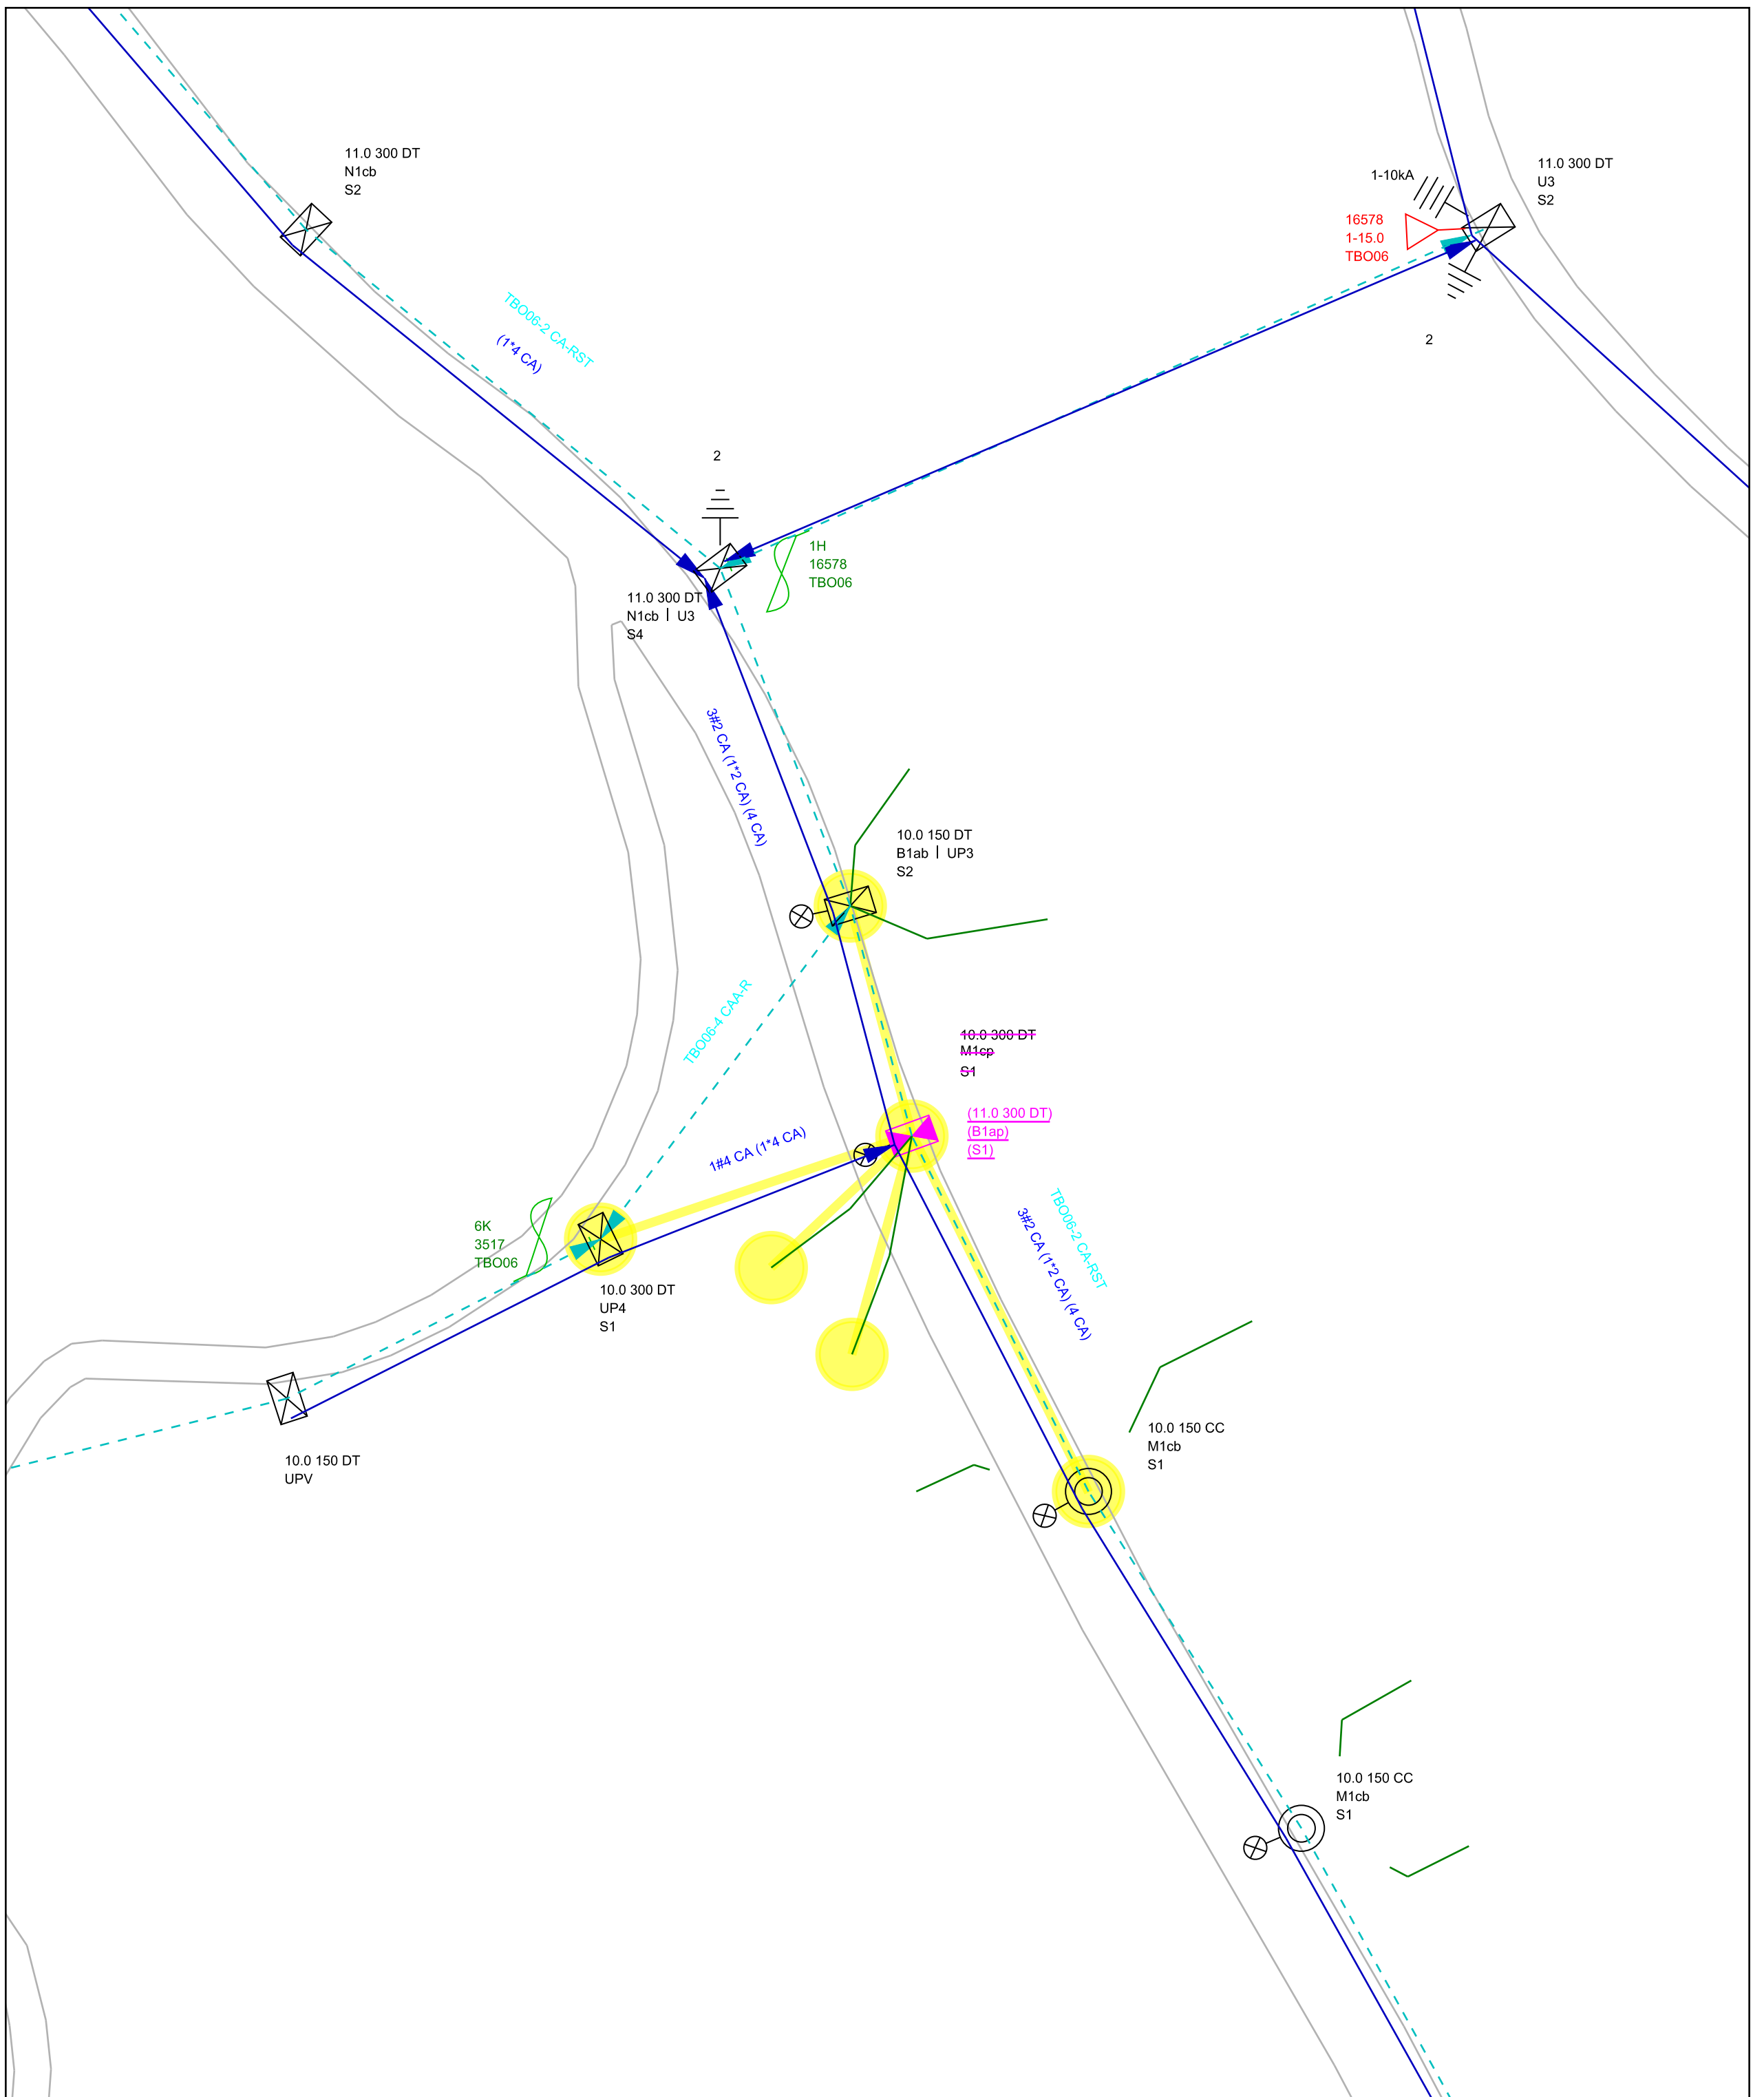 11.0 300 DT
N1cb
S2
11.0 300 DT
U3
S2
1-10kA
16578
1-15.0
TBO06
2
TBO06-2 CA-RST
(1*4 CA)
2
1H
16578
TBO06
11.0 300 DT
N1cb | U3
S4
3#2 CA (1*2 CA) (4 CA)
10.0 150 DT
B1ab | UP3
S2
TBO06-4 CAA-R
10.0 300 DT
M1cp
S1
(11.0 300 DT)
(B1ap)
(S1)
1#4 CA (1*4 CA)
TBO06-2 CA-RST
3#2 CA (1*2 CA) (4 CA)
6K
3517
TBO06
10.0 300 DT
UP4
S1
10.0 150 DT
UPV
10.0 150 CC
M1cb
S1
10.0 150 CC
M1cb
S1